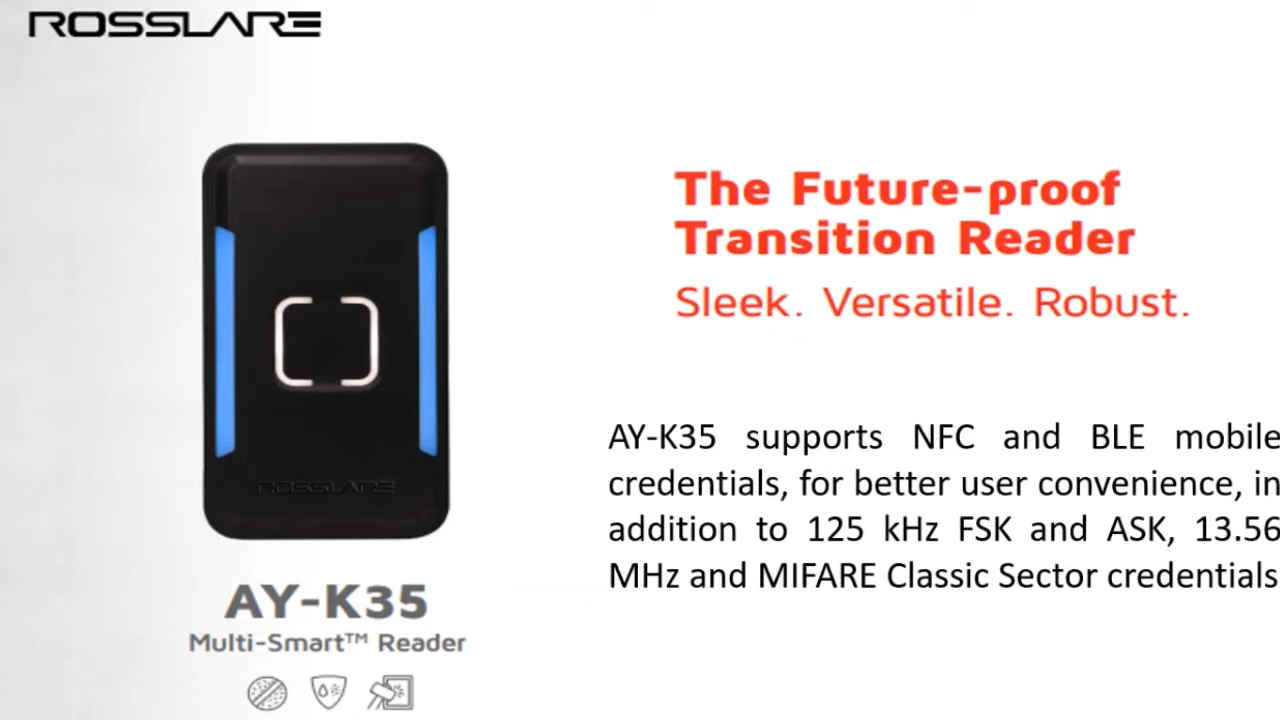 ROSSLARE
The Future-proof
Transition Reader
Sleek. Versatile. Robust.
AY-K35 supports NFC and BLE mobile
credentials, for better user convenience, in
addition to 125 kHz FSK and ASK, 13.56
MHz and MIFARE Classic Sector credentials
ROSSLARE
AY-K35
Multi-Smart™ Reader